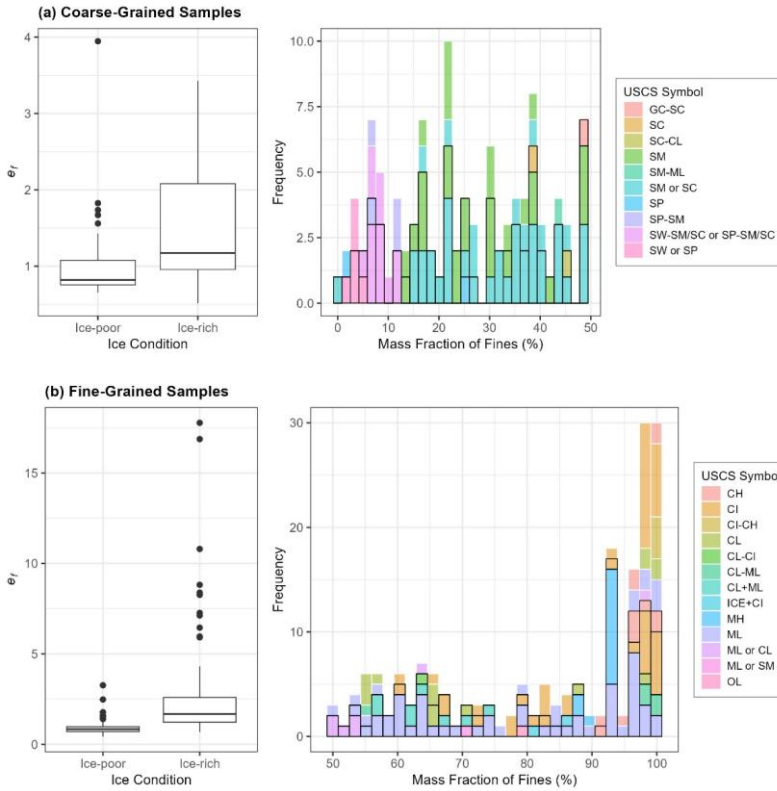 (a) Coarse-Grained Samples
4
3
2
1
e_f
Ice-poor Ice-rich
Ice Condition
10.0
7.5
5.0
2.5
0.0
Frequency
0 10 20 30 40 50
Mass Fraction of Fines (%)
USCS Symbol
GC-SC
SC
SC-CL
SM
SM-ML
SM or SC
SP
SP-SM
SW-SM/SC or SP-SM/SC
SW or SP
(b) Fine-Grained Samples
15
10
5
0
e_f
Ice-poor Ice-rich
Ice Condition
30
20
10
0
Frequency
50 60 70 80 90 100
Mass Fraction of Fines (%)
USCS Symbol
CH
CI
CI-CH
CL
CL-CI
CL-ML
CL+ML
ICE+CI
MH
ML
ML or CL
ML or SM
OL